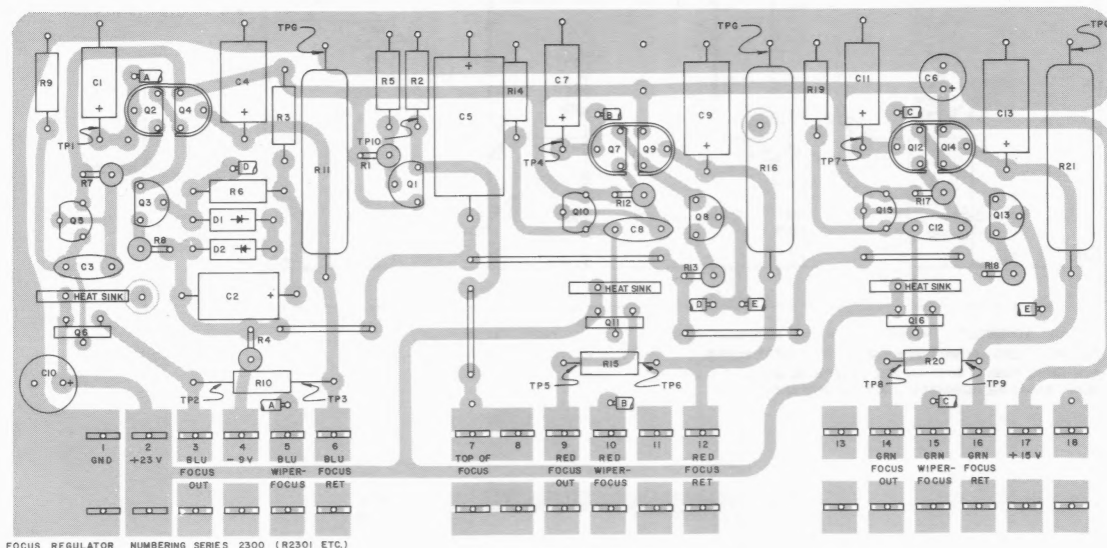 TPG
TPG
TPG
R9
C1
A
Q2
Q4
C4
R3
R11
R5
R2
C5
R14
C7
B
Q7
Q9
C9
R16
R19
C11
C
C6
Q12
Q14
C13
R21
TP1
TP10
TP4
TP7
R7
D
R6
R1
Q1
R12
R17
Q5
Q3
D1
Q10
C8
Q8
Q15
C12
Q13
R8
D2
C3
C2
R13
R18
HEAT SINK
HEAT SINK
HEAT SINK
D
E
E
Q6
R4
Q11
Q16
C10
R10
R15
R20
TP2
TP3
TP5
TP6
TP8
TP9
A
B
C
1
GND
2
+23V
3
BLU
FOCUS
OUT
4
-9V
5
BLU
WIPER-
FOCUS
6
BLU
FOCUS
RET
7
TOP OF
FOCUS
8
9
RED
FOCUS
OUT
10
RED
WIPER-
FOCUS
11
12
RED
FOCUS
RET
13
14
GRN
FOCUS
OUT
15
GRN
WIPER-
FOCUS
16
GRN
FOCUS
RET
17
+15V
18
FOCUS REGULATOR NUMBERING SERIES 2300 (R2301 ETC.)